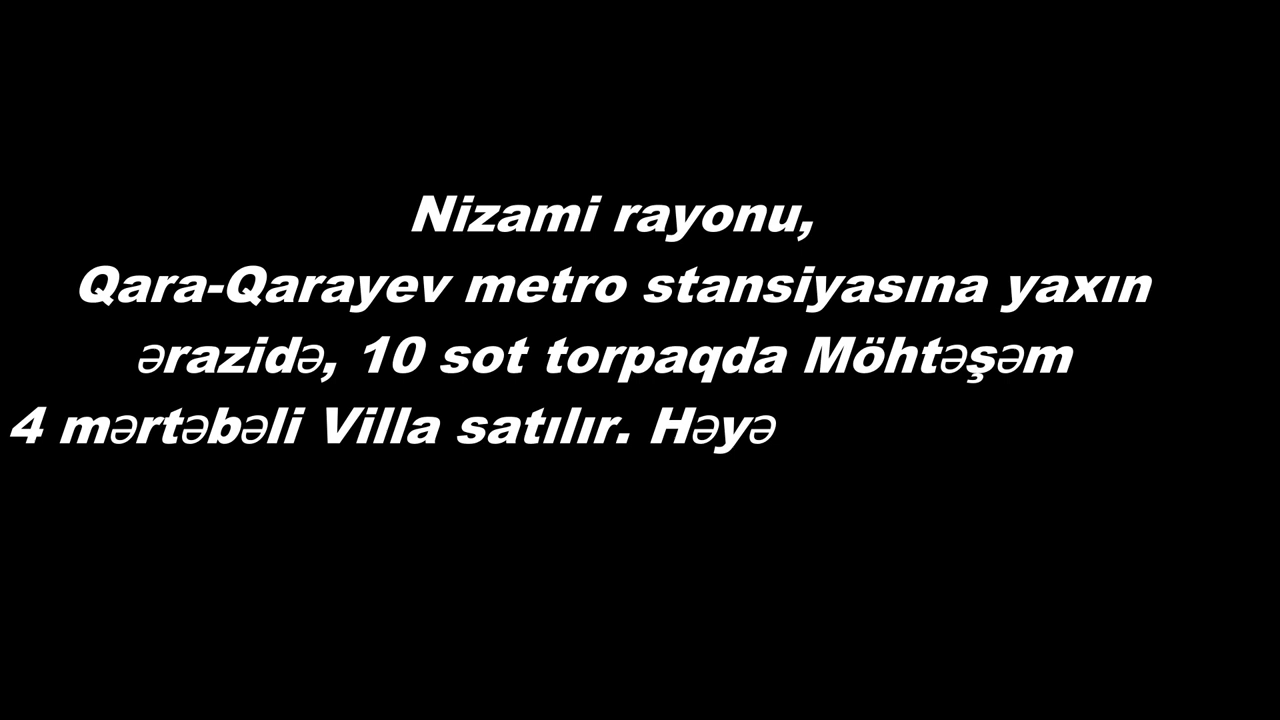 Nizami rayonu,
Qara-Qarayev metro stansiyasına yaxın
ərazidə, 10 sot torpaqda Möhtəşəm
4 mərtəbəli Villa satılır. Həyə